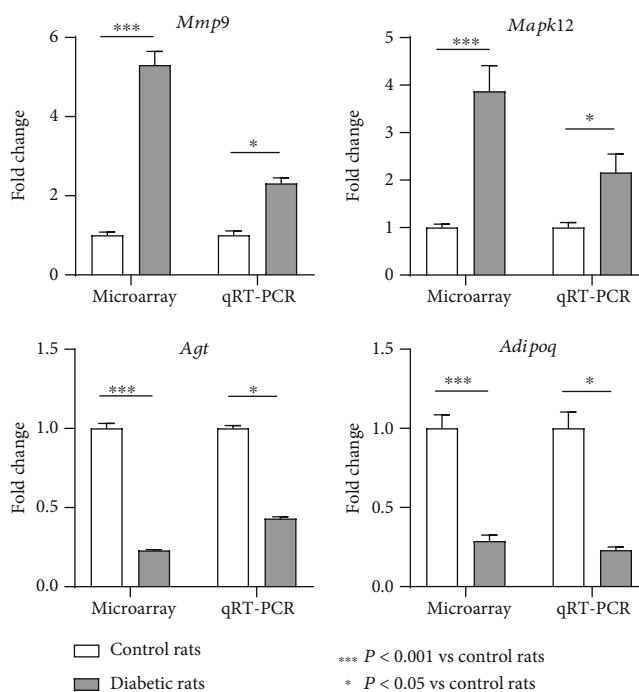 Mmp9
***
*
Fold change
6
4
2
0
Microarray
qRT-PCR
Mapk12
***
*
Fold change
5
4
3
2
1
0
Microarray
qRT-PCR
Agt
***
*
Fold change
1.5
1.0
0.5
0.0
Microarray
qRT-PCR
Adipoq
***
*
Fold change
1.5
1.0
0.5
0.0
Microarray
qRT-PCR
Control rats
Diabetic rats
*** P < 0.001 vs control rats
* P < 0.05 vs control rats